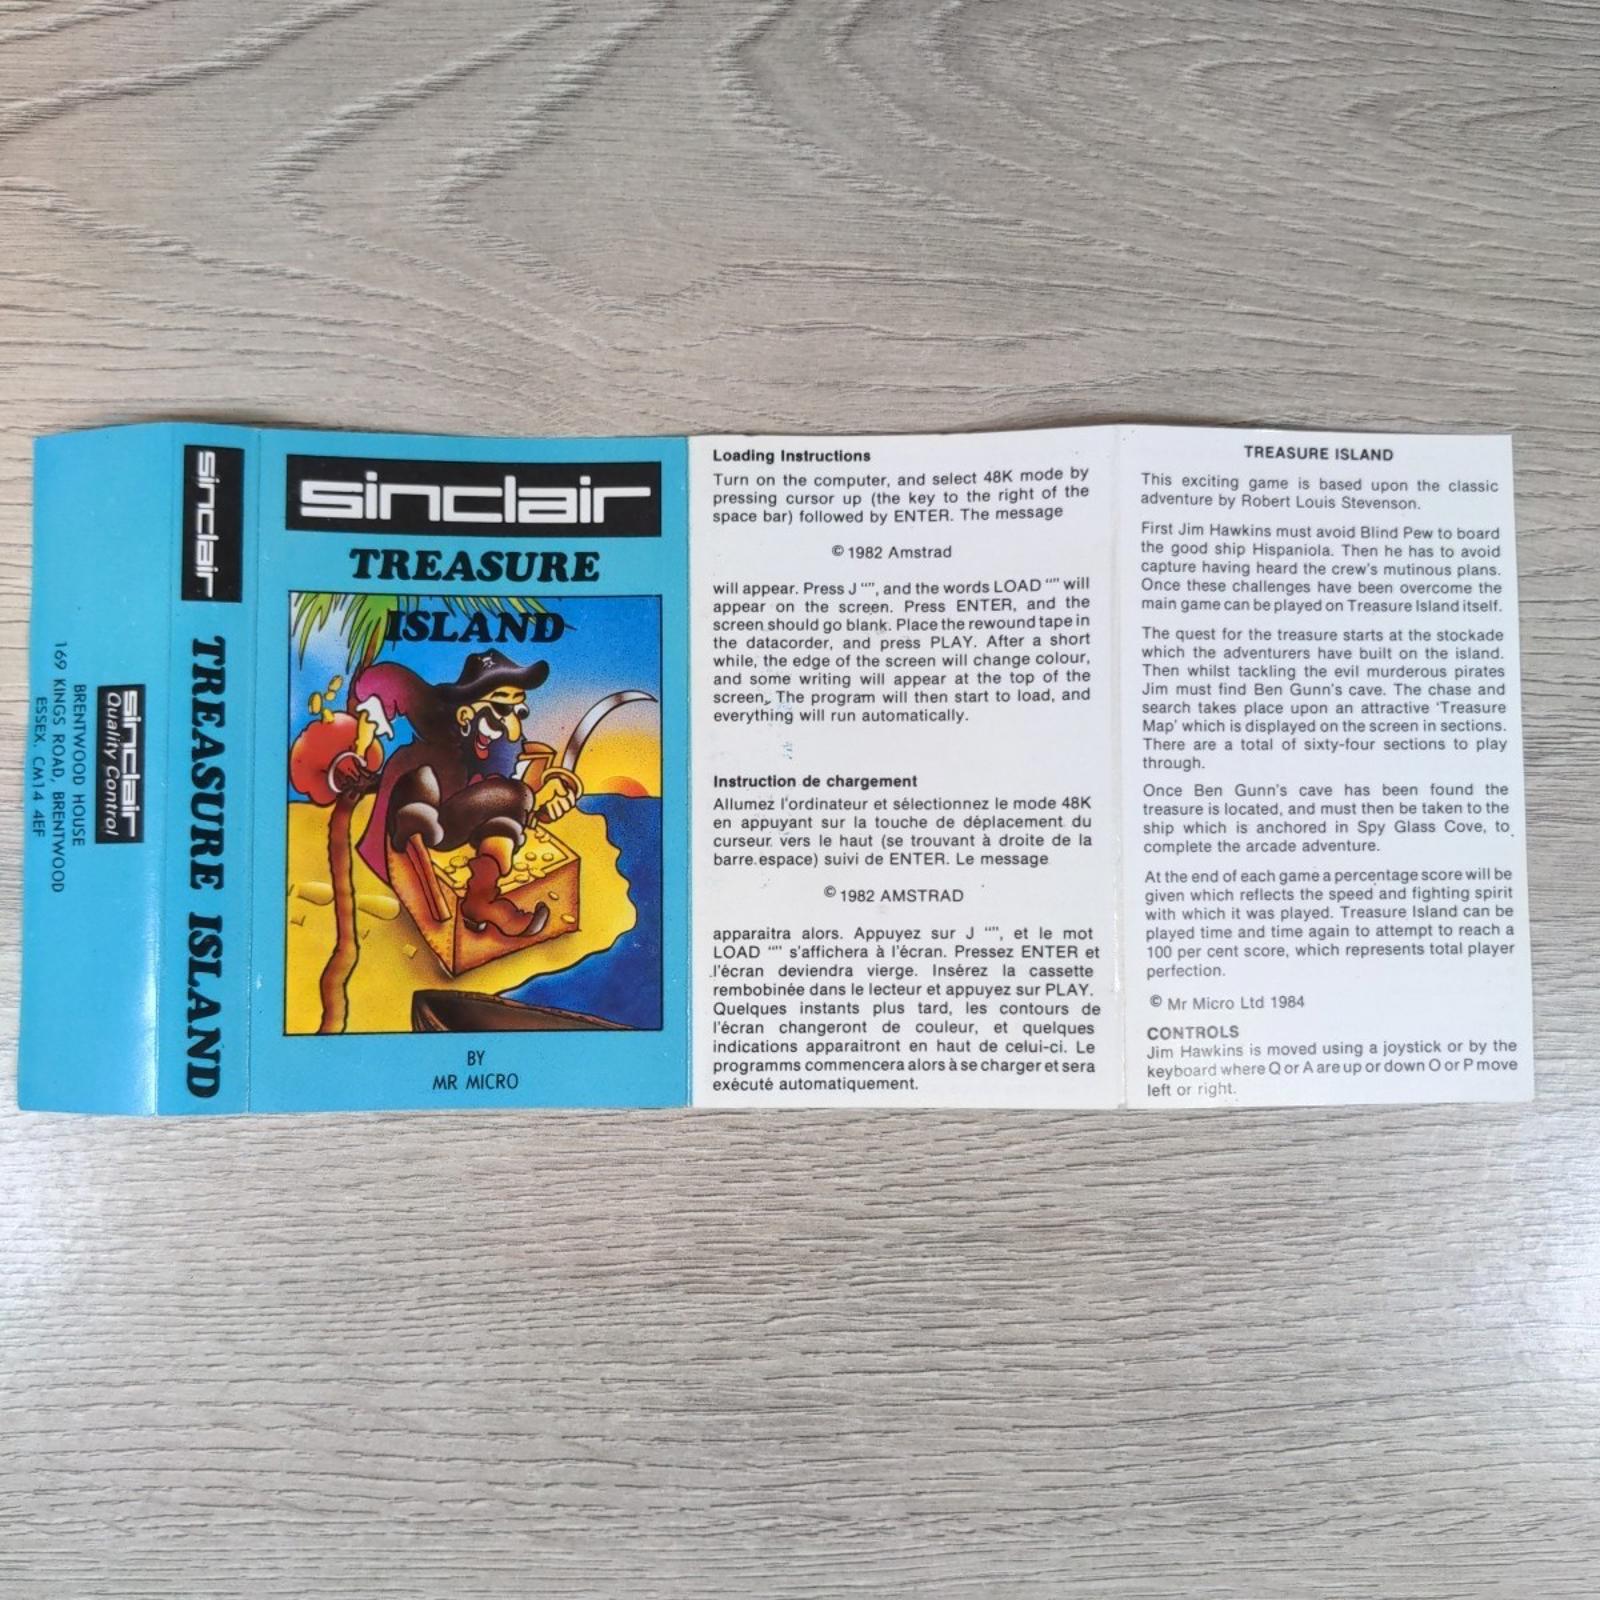 sinclair
Quality Control
BRENTWOOD HOUSE
169 KINGS ROAD, BRENTWOOD
ESSEX. CM14 4EF
sinclair
TREASURE ISLAND
sinclair
TREASURE
ISLAND
BY
MR MICRO
Loading Instructions
Turn on the computer, and select 48K mode by
pressing cursor up (the key to the right of the
space bar) followed by ENTER. The message
© 1982 Amstrad
will appear. Press J “”, and the words LOAD “” will
appear on the screen. Press ENTER, and the
screen should go blank. Place the rewound tape in
the datacorder, and press PLAY. After a short
while, the edge of the screen will change colour,
and some writing will appear at the top of the
screen. The program will then start to load, and
everything will run automatically.
Instruction de chargement
Allumez l'ordinateur et sélectionnez le mode 48K
en appuyant sur la touche de déplacement du
curseur vers le haut (se trouvant à droite de la
barre espace) suivi de ENTER. Le message
© 1982 AMSTRAD
apparaitra alors. Appuyez sur J “”, et le mot
LOAD “” s'affichera à l'écran. Pressez ENTER et
l'écran deviendra vierge. Insérez la cassette
rembobinée dans le lecteur et appuyez sur PLAY.
Quelques instants plus tard, les contours de
l'écran changeront de couleur, et quelques
indications apparaitront en haut de celui-ci. Le
programms commencera alors à se charger et sera
exécuté automatiquement.
TREASURE ISLAND
This exciting game is based upon the classic
adventure by Robert Louis Stevenson.
First Jim Hawkins must avoid Blind Pew to board
the good ship Hispaniola. Then he has to avoid
capture having heard the crew's mutinous plans.
Once these challenges have been overcome the
main game can be played on Treasure Island itself.
The quest for the treasure starts at the stockade
which the adventurers have built on the island.
Then whilst tackling the evil murderous pirates
Jim must find Ben Gunn's cave. The chase and
search takes place upon an attractive ‘Treasure
Map’ which is displayed on the screen in sections.
There are a total of sixty-four sections to play
through.
Once Ben Gunn's cave has been found the
treasure is located, and must then be taken to the
ship which is anchored in Spy Glass Cove, to
complete the arcade adventure.
At the end of each game a percentage score will be
given which reflects the speed and fighting spirit
with which it was played. Treasure Island can be
played time and time again to attempt to reach a
100 per cent score, which represents total player
perfection.
© Mr Micro Ltd 1984
CONTROLS
Jim Hawkins is moved using a joystick or by the
keyboard where Q or A are up or down O or P move
left or right.